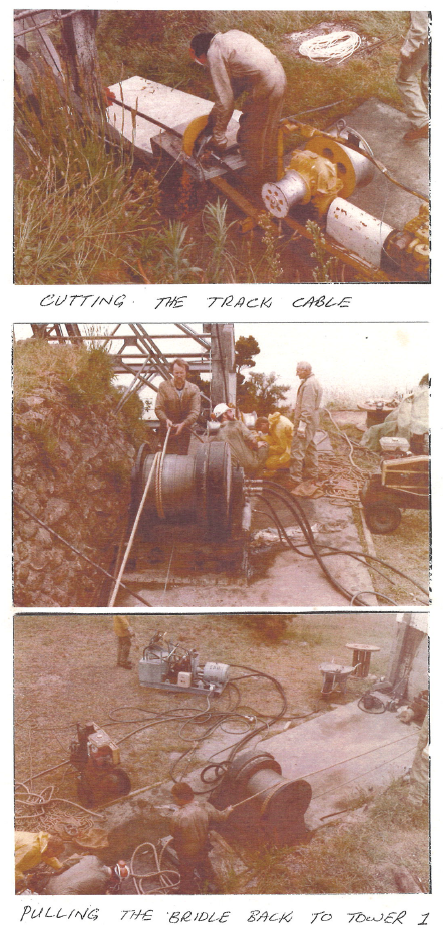 CUTTING THE TRACK CABLE
PULLING THE BRIDLE BACK TO TOWER 1